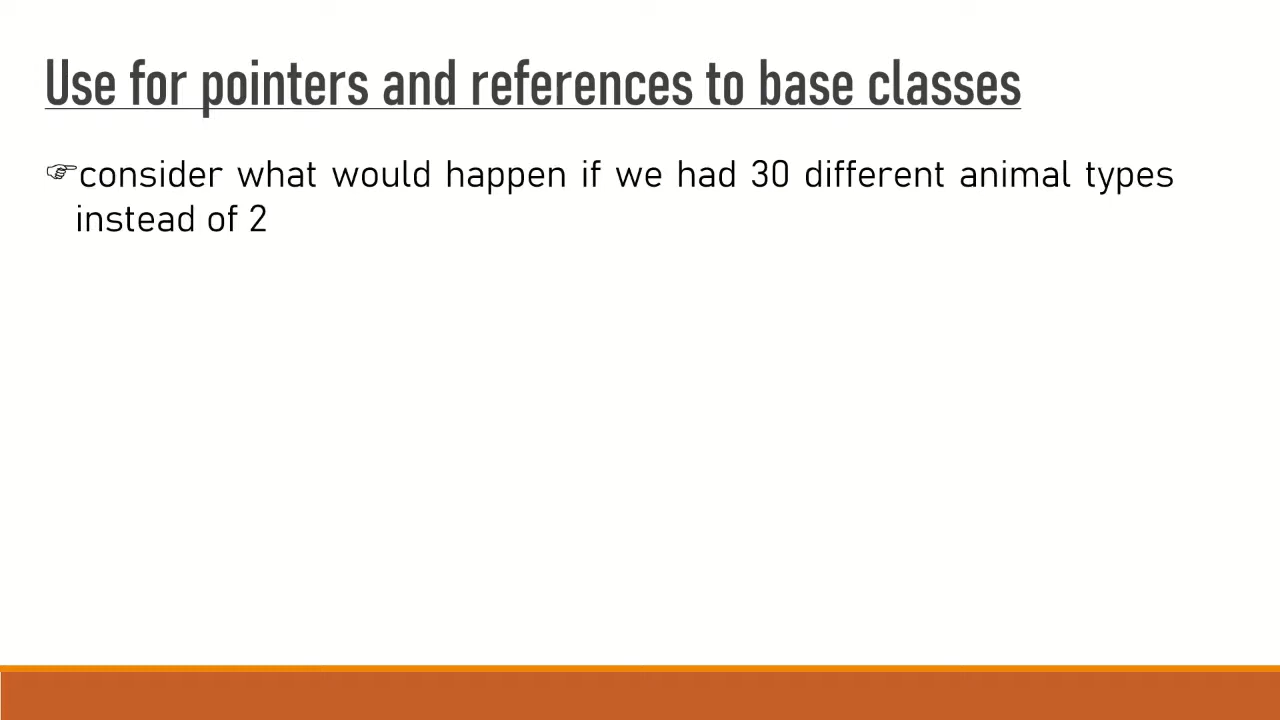 Use for pointers and references to base classes
☞consider what would happen if we had 30 different animal types
instead of 2